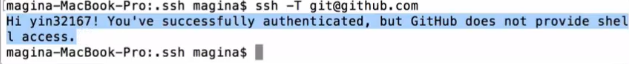 magina-MacBook-Pro:.ssh magina$ ssh -T git@github.com
Hi yin32167! You've successfully authenticated, but GitHub does not provide shel
l access.
magina-MacBook-Pro:.ssh magina$